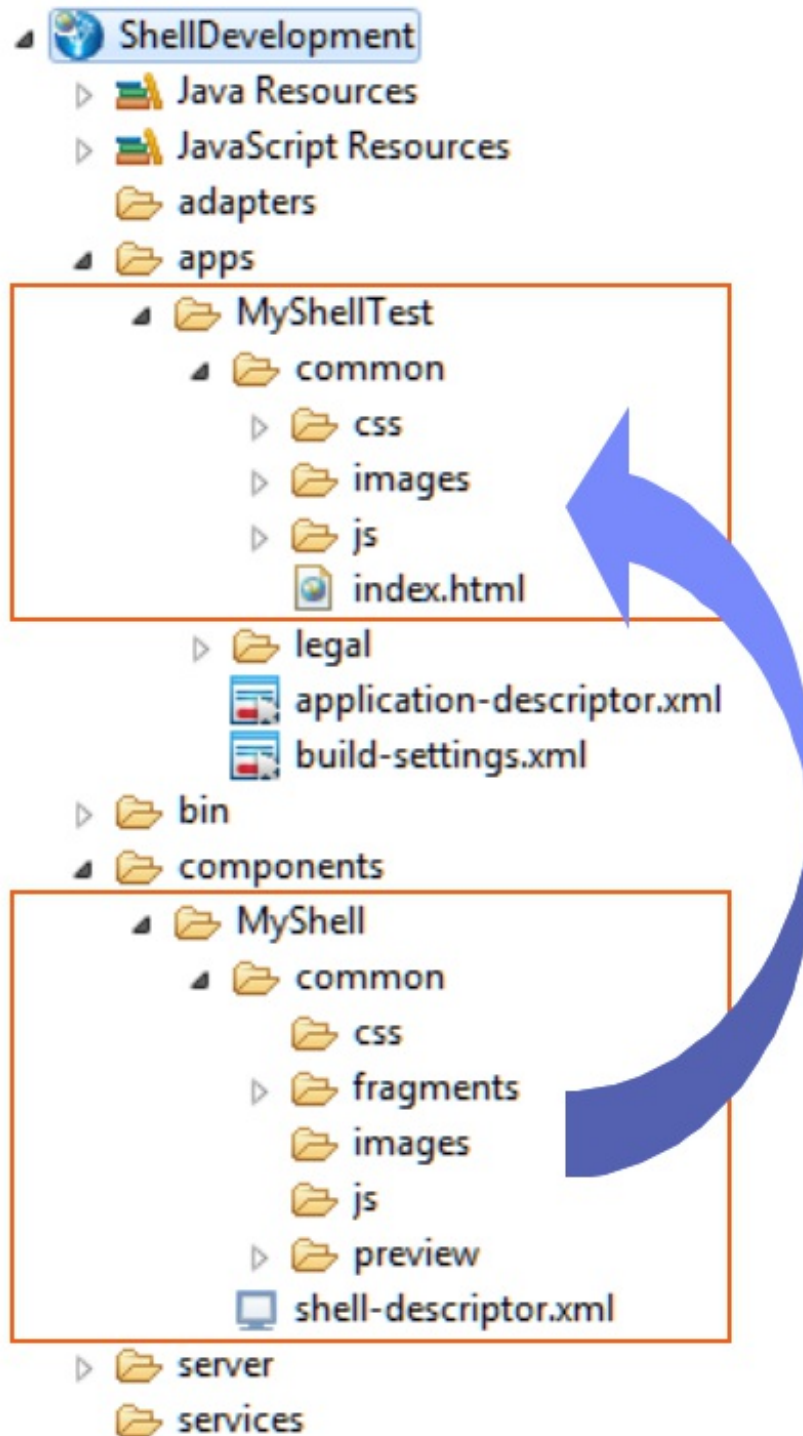 ShellDevelopment
Java Resources
JavaScript Resources
adapters
apps
MyShellTest
common
css
images
js
index.html
legal
application-descriptor.xml
build-settings.xml
bin
components
MyShell
common
css
fragments
images
js
preview
shell-descriptor.xml
server
services